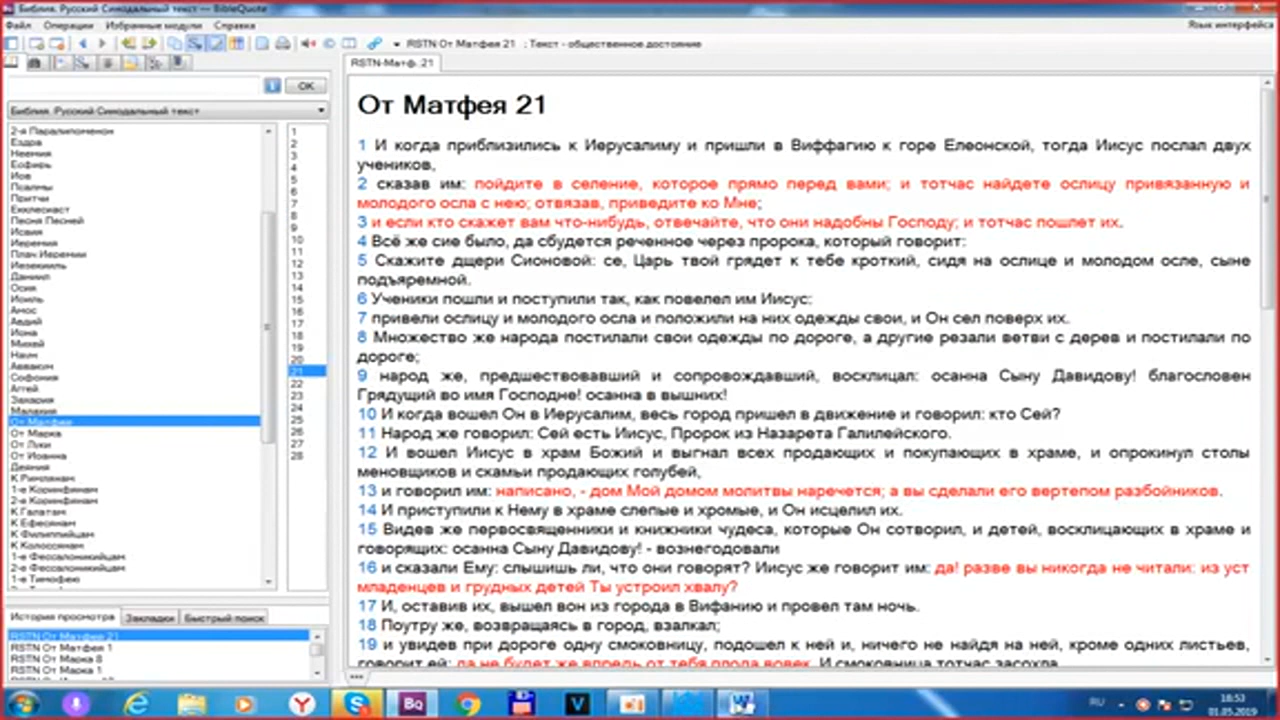 Библия. Русский Синодальный текст — BibleQuote
Файл Операции Избранные модули Справка
Язык интерфейса
RSTN От Матфея 21 : Текст - общественное достояние
RSTN-Матф.:21
OK
Библия. Русский Синодальный текст
2-я Паралипоменон
Ездра
Неемия
Есфирь
Иов
Псалмы
Притчи
Екклесиаст
Песня Песней
Исаия
Иеремия
Плач Иеремии
Иезекииль
Даниил
Осия
Иоиль
Амос
Авдий
Иона
Михей
Наум
Аввакум
Софония
Аггей
Захария
Малахия
От Матфея
От Марка
От Луки
От Иоанна
Деяния
К Римлянам
1-е Коринфянам
2-е Коринфянам
К Галатам
К Ефесянам
К Филиппийцам
К Колоссянам
1-е Фессалоникийцам
2-е Фессалоникийцам
1-е Тимофею
1
2
3
4
5
6
7
8
9
10
11
12
13
14
15
16
17
18
19
20
21
22
23
24
25
26
27
28
История просмотра Закладки Быстрый поиск
RSTN От Матфея 21
RSTN От Матфея 1
RSTN От Марка 8
RSTN От Марка 1
От Матфея 21
1 И когда приблизились к Иерусалиму и пришли в Виффагию к горе Елеонской, тогда Иисус послал двух
учеников,
2 сказав им: пойдите в селение, которое прямо перед вами; и тотчас найдете ослицу привязанную и
молодого осла с нею; отвязав, приведите ко Мне;
3 и если кто скажет вам что-нибудь, отвечайте, что они надобны Господу; и тотчас пошлет их.
4 Всё же сие было, да сбудется реченное через пророка, который говорит:
5 Скажите дщери Сионовой: се, Царь твой грядет к тебе кроткий, сидя на ослице и молодом осле, сыне
подъяремной.
6 Ученики пошли и поступили так, как повелел им Иисус:
7 привели ослицу и молодого осла и положили на них одежды свои, и Он сел поверх их.
8 Множество же народа постилали свои одежды по дороге, а другие резали ветви с дерев и постилали по
дороге;
9 народ же, предшествовавший и сопровождавший, восклицал: осанна Сыну Давидову! благословен
Грядущий во имя Господне! осанна в вышних!
10 И когда вошел Он в Иерусалим, весь город пришел в движение и говорил: кто Сей?
11 Народ же говорил: Сей есть Иисус, Пророк из Назарета Галилейского.
12 И вошел Иисус в храм Божий и выгнал всех продающих и покупающих в храме, и опрокинул столы
меновщиков и скамьи продающих голубей,
13 и говорил им: написано, - дом Мой домом молитвы наречется; а вы сделали его вертепом разбойников.
14 И приступили к Нему в храме слепые и хромые, и Он исцелил их.
15 Видев же первосвященники и книжники чудеса, которые Он сотворил, и детей, восклицающих в храме и
говорящих: осанна Сыну Давидову! - вознегодовали
16 и сказали Ему: слышишь ли, что они говорят? Иисус же говорит им: да! разве вы никогда не читали: из уст
младенцев и грудных детей Ты устроил хвалу?
17 И, оставив их, вышел вон из города в Вифанию и провел там ночь.
18 Поутру же, возвращаясь в город, взалкал;
19 и увидев при дороге одну смоковницу, подошел к ней и, ничего не найдя на ней, кроме одних листьев,
говорит ей: да не будет же впредь от тебя плода вовек. И смоковница тотчас засохла.
RU
16:53
01.05.2019